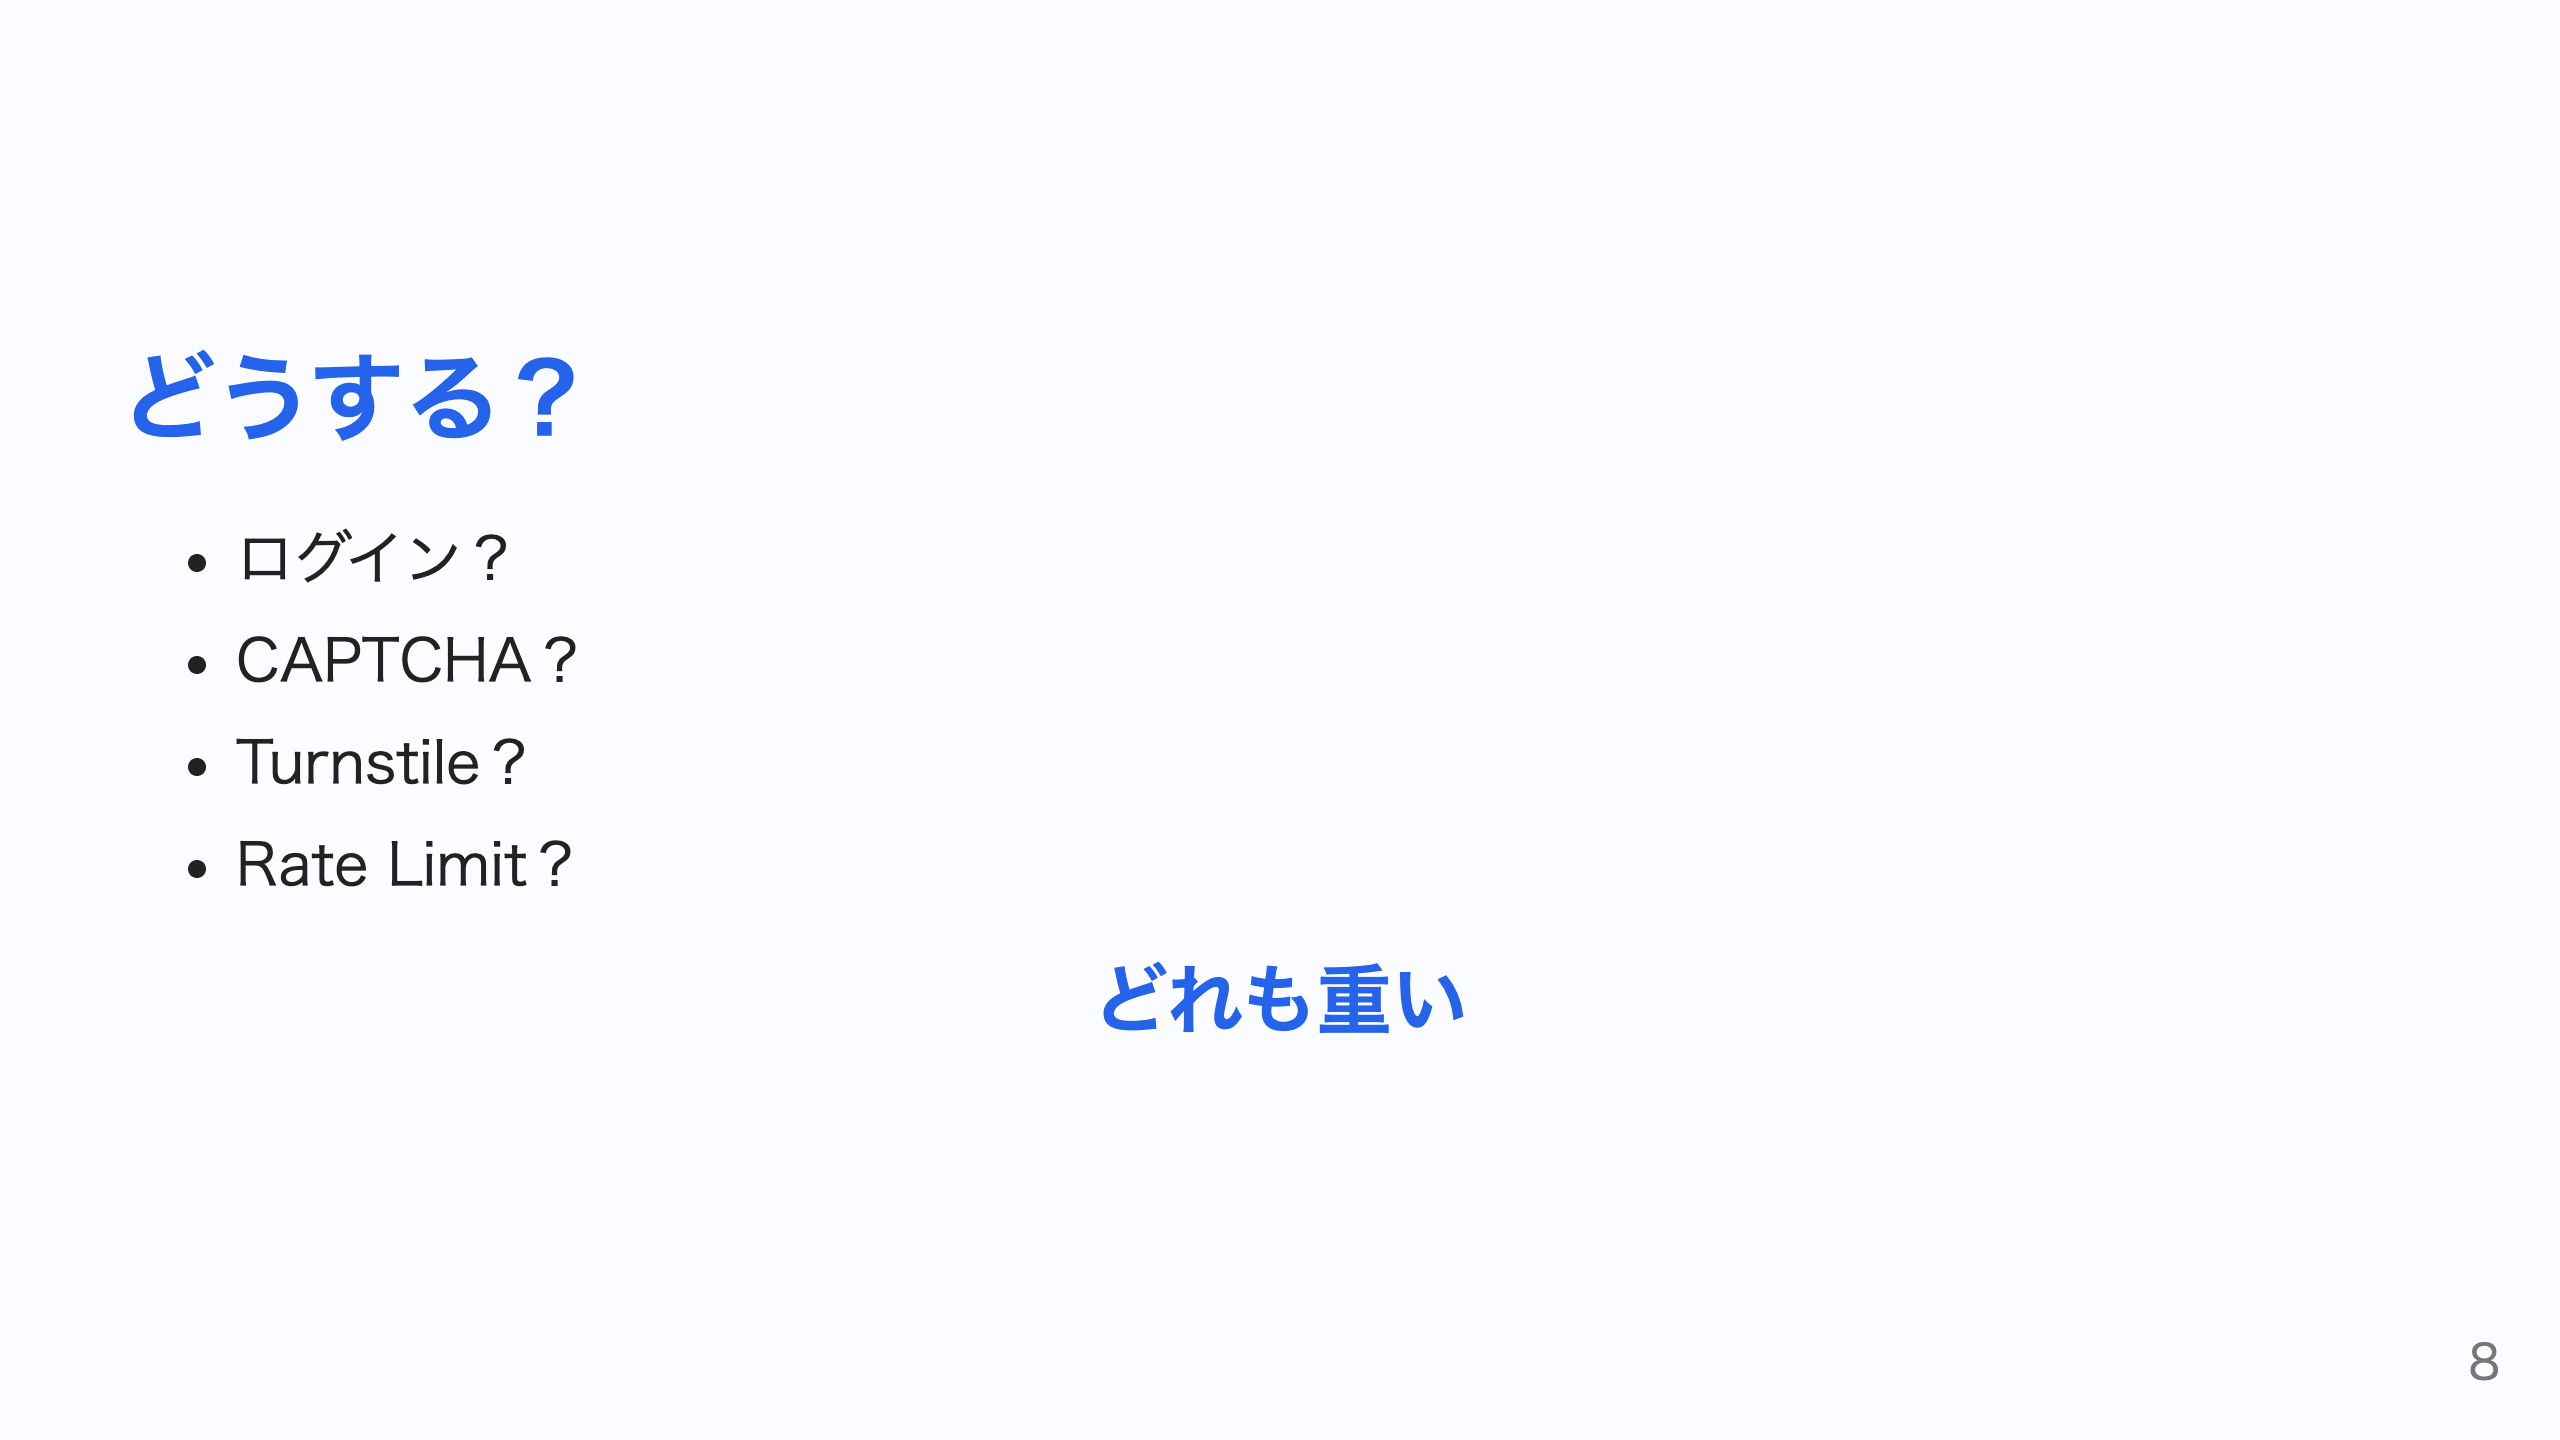 どうする？
• ログイン？
• CAPTCHA？
• Turnstile？
• Rate Limit？
どれも重い
8